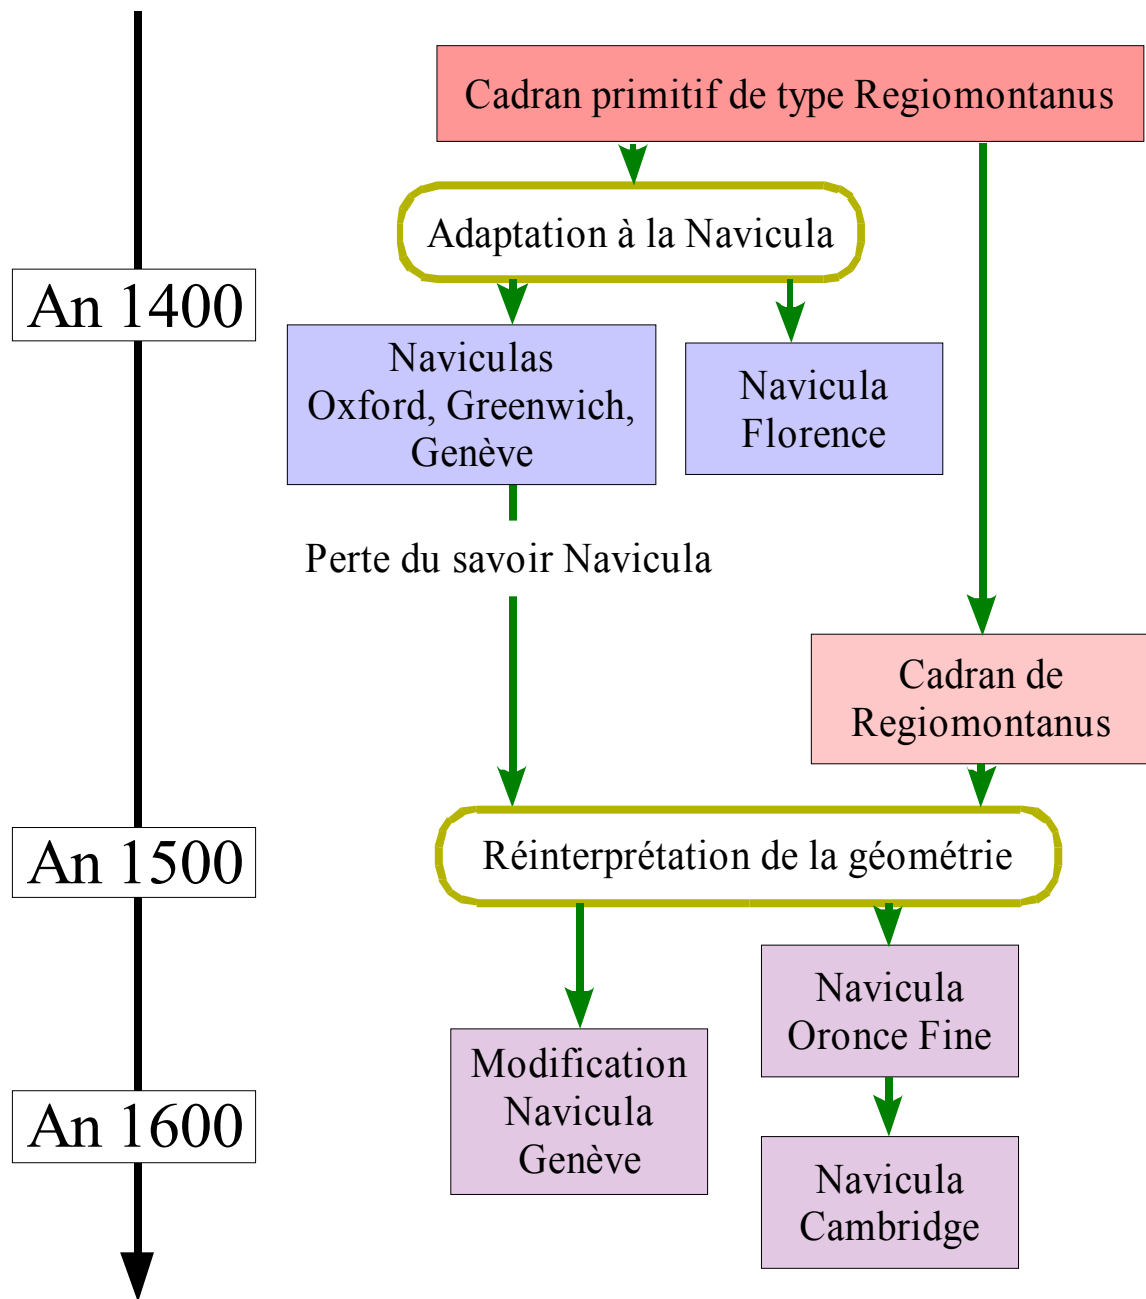 Cadran primitif de type Regiomontanus
Adaptation à la Navicula
An 1400
Naviculas
Oxford, Greenwich,
Genève
Navicula
Florence
Perte du savoir Navicula
Cadran de
Regiomontanus
An 1500
Réinterprétation de la géométrie
Navicula
Oronce Fine
Modification
Navicula
Genève
An 1600
Navicula
Cambridge